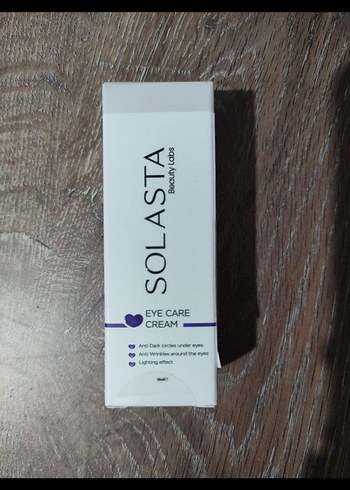 SOLASTA
Beauty Labs
EYE CARE
CREAM
Anti Dark circles under eyes
Anti Wrinkles around the eyes
Lighting effect